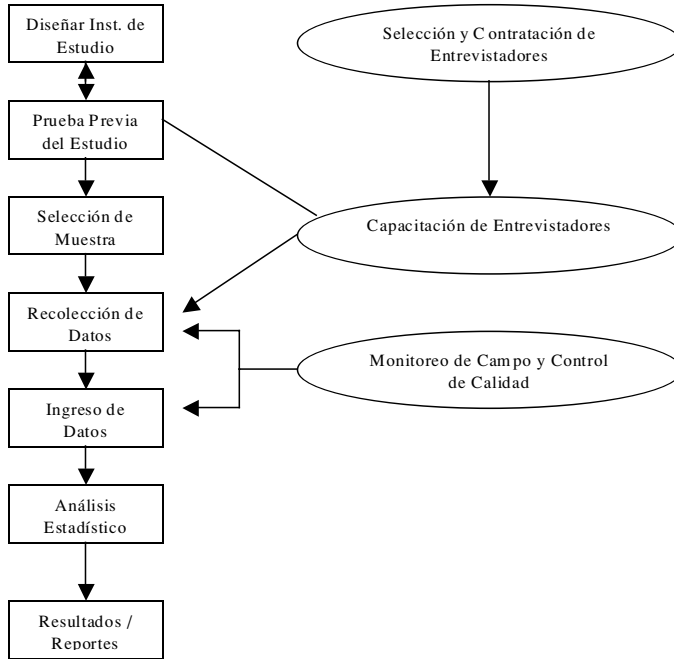 Diseñar Inst. de
Estudio
Selección y Contratación de
Entrevistadores
Prueba Previa
del Estudio
Selección de
Muestra
Capacitación de Entrevistadores
Recolección de
Datos
Monitoreo de Campo y Control
de Calidad
Ingreso de
Datos
Análisis
Estadístico
Resultados /
Reportes